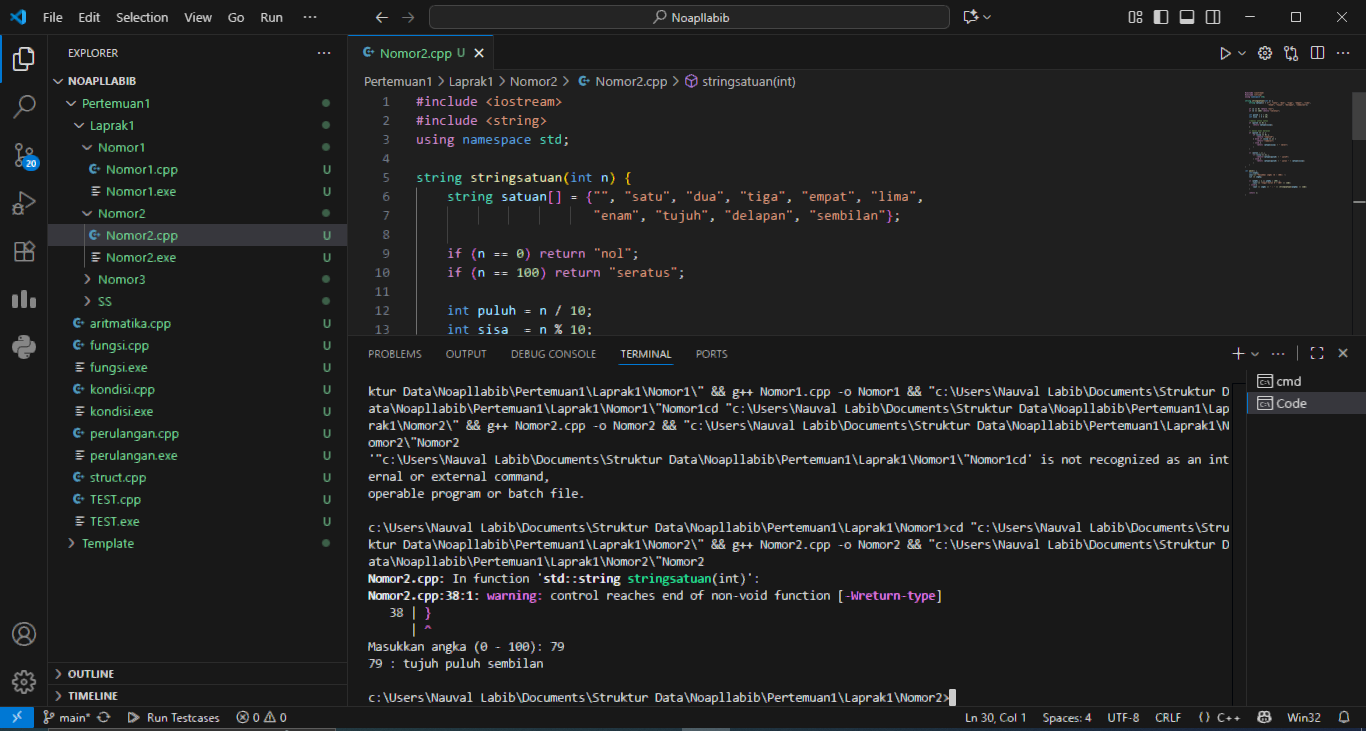 File Edit Selection View Go Run ··· Noapllabib
EXPLORER ···
NOAPLLABIB
Pertemuan1
Laprak1
Nomor1
Nomor1.cpp U
Nomor1.exe U
Nomor2
Nomor2.cpp U
Nomor2.exe U
Nomor3
SS
aritmatika.cpp U
fungsi.cpp U
fungsi.exe U
kondisi.cpp U
kondisi.exe U
perulangan.cpp U
perulangan.exe U
struct.cpp U
TEST.cpp U
TEST.exe U
Template
OUTLINE
TIMELINE
20
Nomor2.cpp U
Pertemuan1 > Laprak1 > Nomor2 > Nomor2.cpp > stringsatuan(int)
1 #include <iostream>
2 #include <string>
3 using namespace std;
4
5 string stringsatuan(int n) {
6 string satuan[] = {"", "satu", "dua", "tiga", "empat", "lima",
7 "enam", "tujuh", "delapan", "sembilan"};
8
9 if (n == 0) return "nol";
10 if (n == 100) return "seratus";
11
12 int puluh = n / 10;
13 int sisa = n % 10;
PROBLEMS OUTPUT DEBUG CONSOLE TERMINAL PORTS
ktur Data\Noapllabib\Pertemuan1\Laprak1\Nomor1\" && g++ Nomor1.cpp -o Nomor1 && "c:\Users\Nauval Labib\Documents\Struktur D
ata\Noapllabib\Pertemuan1\Laprak1\Nomor1\"Nomor1cd "c:\Users\Nauval Labib\Documents\Struktur Data\Noapllabib\Pertemuan1\Lap
rak1\Nomor2\" && g++ Nomor2.cpp -o Nomor2 && "c:\Users\Nauval Labib\Documents\Struktur Data\Noapllabib\Pertemuan1\Laprak1\N
omor2\"Nomor2
'"c:\Users\Nauval Labib\Documents\Struktur Data\Noapllabib\Pertemuan1\Laprak1\Nomor1\"Nomor1cd' is not recognized as an int
ernal or external command,
operable program or batch file.
c:\Users\Nauval Labib\Documents\Struktur Data\Noapllabib\Pertemuan1\Laprak1\Nomor1>cd "c:\Users\Nauval Labib\Documents\Stru
ktur Data\Noapllabib\Pertemuan1\Laprak1\Nomor2\" && g++ Nomor2.cpp -o Nomor2 && "c:\Users\Nauval Labib\Documents\Struktur D
ata\Noapllabib\Pertemuan1\Laprak1\Nomor2\"Nomor2
Nomor2.cpp: In function 'std::string stringsatuan(int)':
Nomor2.cpp:38:1: warning: control reaches end of non-void function [-Wreturn-type]
38 | }
| ^
Masukkan angka (0 - 100): 79
79 : tujuh puluh sembilan
c:\Users\Nauval Labib\Documents\Struktur Data\Noapllabib\Pertemuan1\Laprak1\Nomor2>
cmd
Code
main* Run Testcases 0 0 Ln 30, Col 1 Spaces: 4 UTF-8 CRLF {} C++ Win32